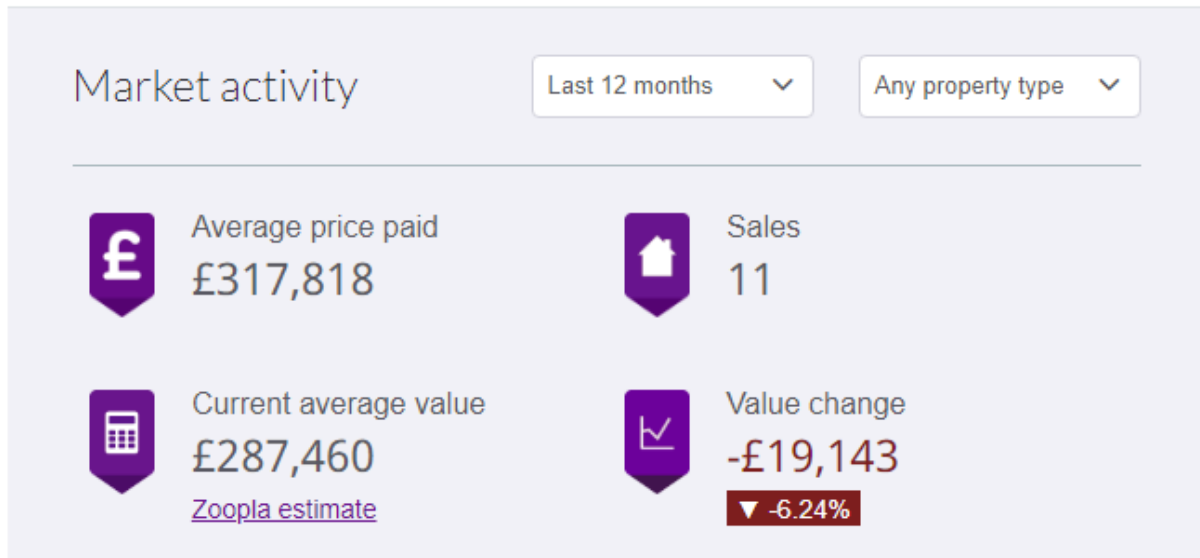 Market activity
Last 12 months
Any property type
£
Average price paid
£317,818
Sales
11
Current average value
£287,460
Zoopla estimate
Value change
-£19,143
▼ -6.24%